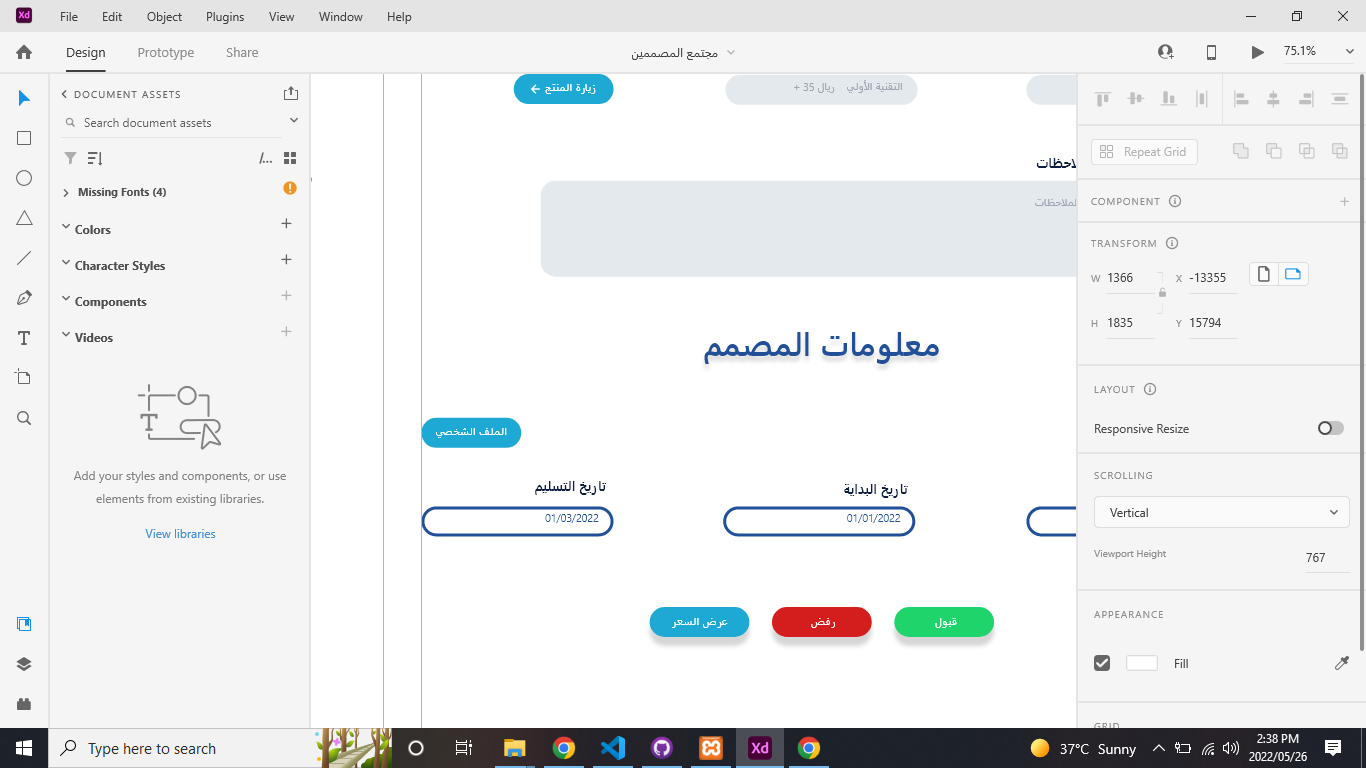 Xd File Edit Object Plugins View Window Help
Design Prototype Share
مجتمع المصممين
75.1%
DOCUMENT ASSETS
Search document assets
/...
Missing Fonts (4)
Colors
Character Styles
Components
Videos
T
Add your styles and components, or use
elements from existing libraries.
View libraries
التقنية الأولي ريال 35 +
زيارة المنتج
معلومات المصمم
الملف الشخصي
تاريخ البداية
تاريخ التسليم
01/01/2022
01/03/2022
قبول
رفض
عرض السعر
Repeat Grid
COMPONENT
TRANSFORM
W 1366 X -13355
H 1835 Y 15794
LAYOUT
Responsive Resize
SCROLLING
Vertical
Viewport Height 767
APPEARANCE
Fill
GRID
Type here to search
Xd
37°C Sunny
2:38 PM
2022/05/26